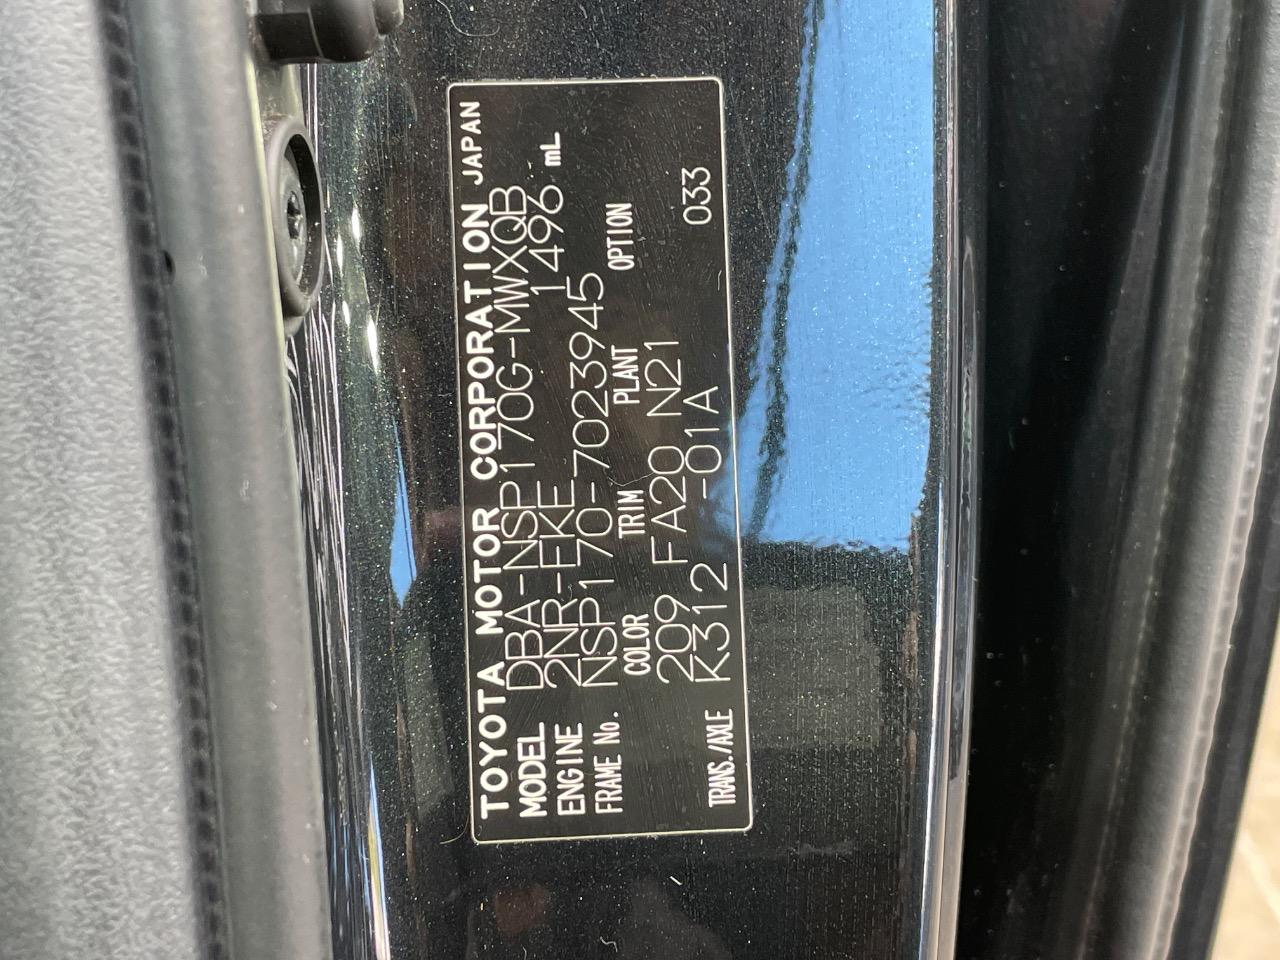 TOYOTA MOTOR CORPORATION JAPAN
MODEL DBA-NSP170G-MWXQB
ENGINE 2NR-FKE 1496 mL
FRAME No. NSP170-7023945
COLOR TRIM PLANT OPTION
209 FA20 N21
TRANS./AXLE K312 -01A 033